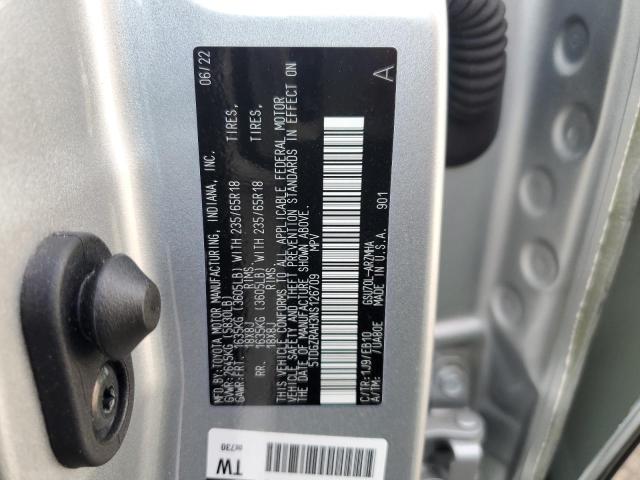 MFD. BY: TOYOTA MOTOR MANUFACTURING, INDIANA, INC. 06/22
GVWR:2645KG (5830LB)
GAWR:FRT. 1635KG (3605LB) WITH 235/65R18 TIRES,
18X8J RIMS
RR. 1635KG (3605LB) WITH 235/65R18 TIRES,
18X8J RIMS
THIS VEHICLE CONFORMS TO ALL APPLICABLE FEDERAL MOTOR
VEHICLE SAFETY AND THEFT PREVENTION STANDARDS IN EFFECT ON
THE DATE OF MANUFACTURE SHOWN ABOVE.
5TDGZRAH3NS126709 MPV
A
C/TR:1J9/EB10 GSU70L-A9ZMHA
A/TM: /UA80E MADE IN U.S.A. 901
TW